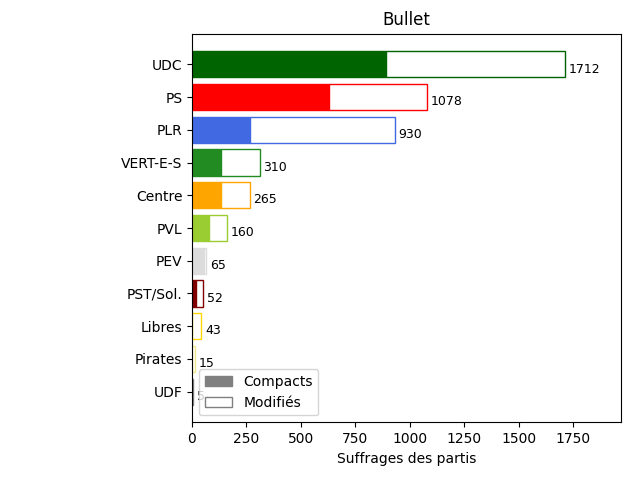 Bullet
UDC 1712
PS 1078
PLR 930
VERT-E-S 310
Centre 265
PVL 160
PEV 65
PST/Sol. 52
Libres 43
Pirates 15
UDF 5
Compacts
Modifiés
0 250 500 750 1000 1250 1500 1750
Suffrages des partis